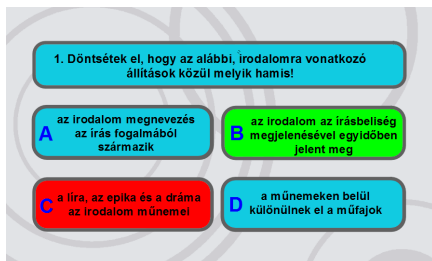 1. Döntsétek el, hogy az alábbi, irodalomra vonatkozó
állítások közül melyik hamis!
A
az irodalom megnevezés
az írás fogalmából
származik
B
az irodalom az írásbeliség
megjelenésével egyidőben
jelent meg
C
a líra, az epika és a dráma
az irodalom műnemei
D
a műnemeken belül
különülnek el a műfajok